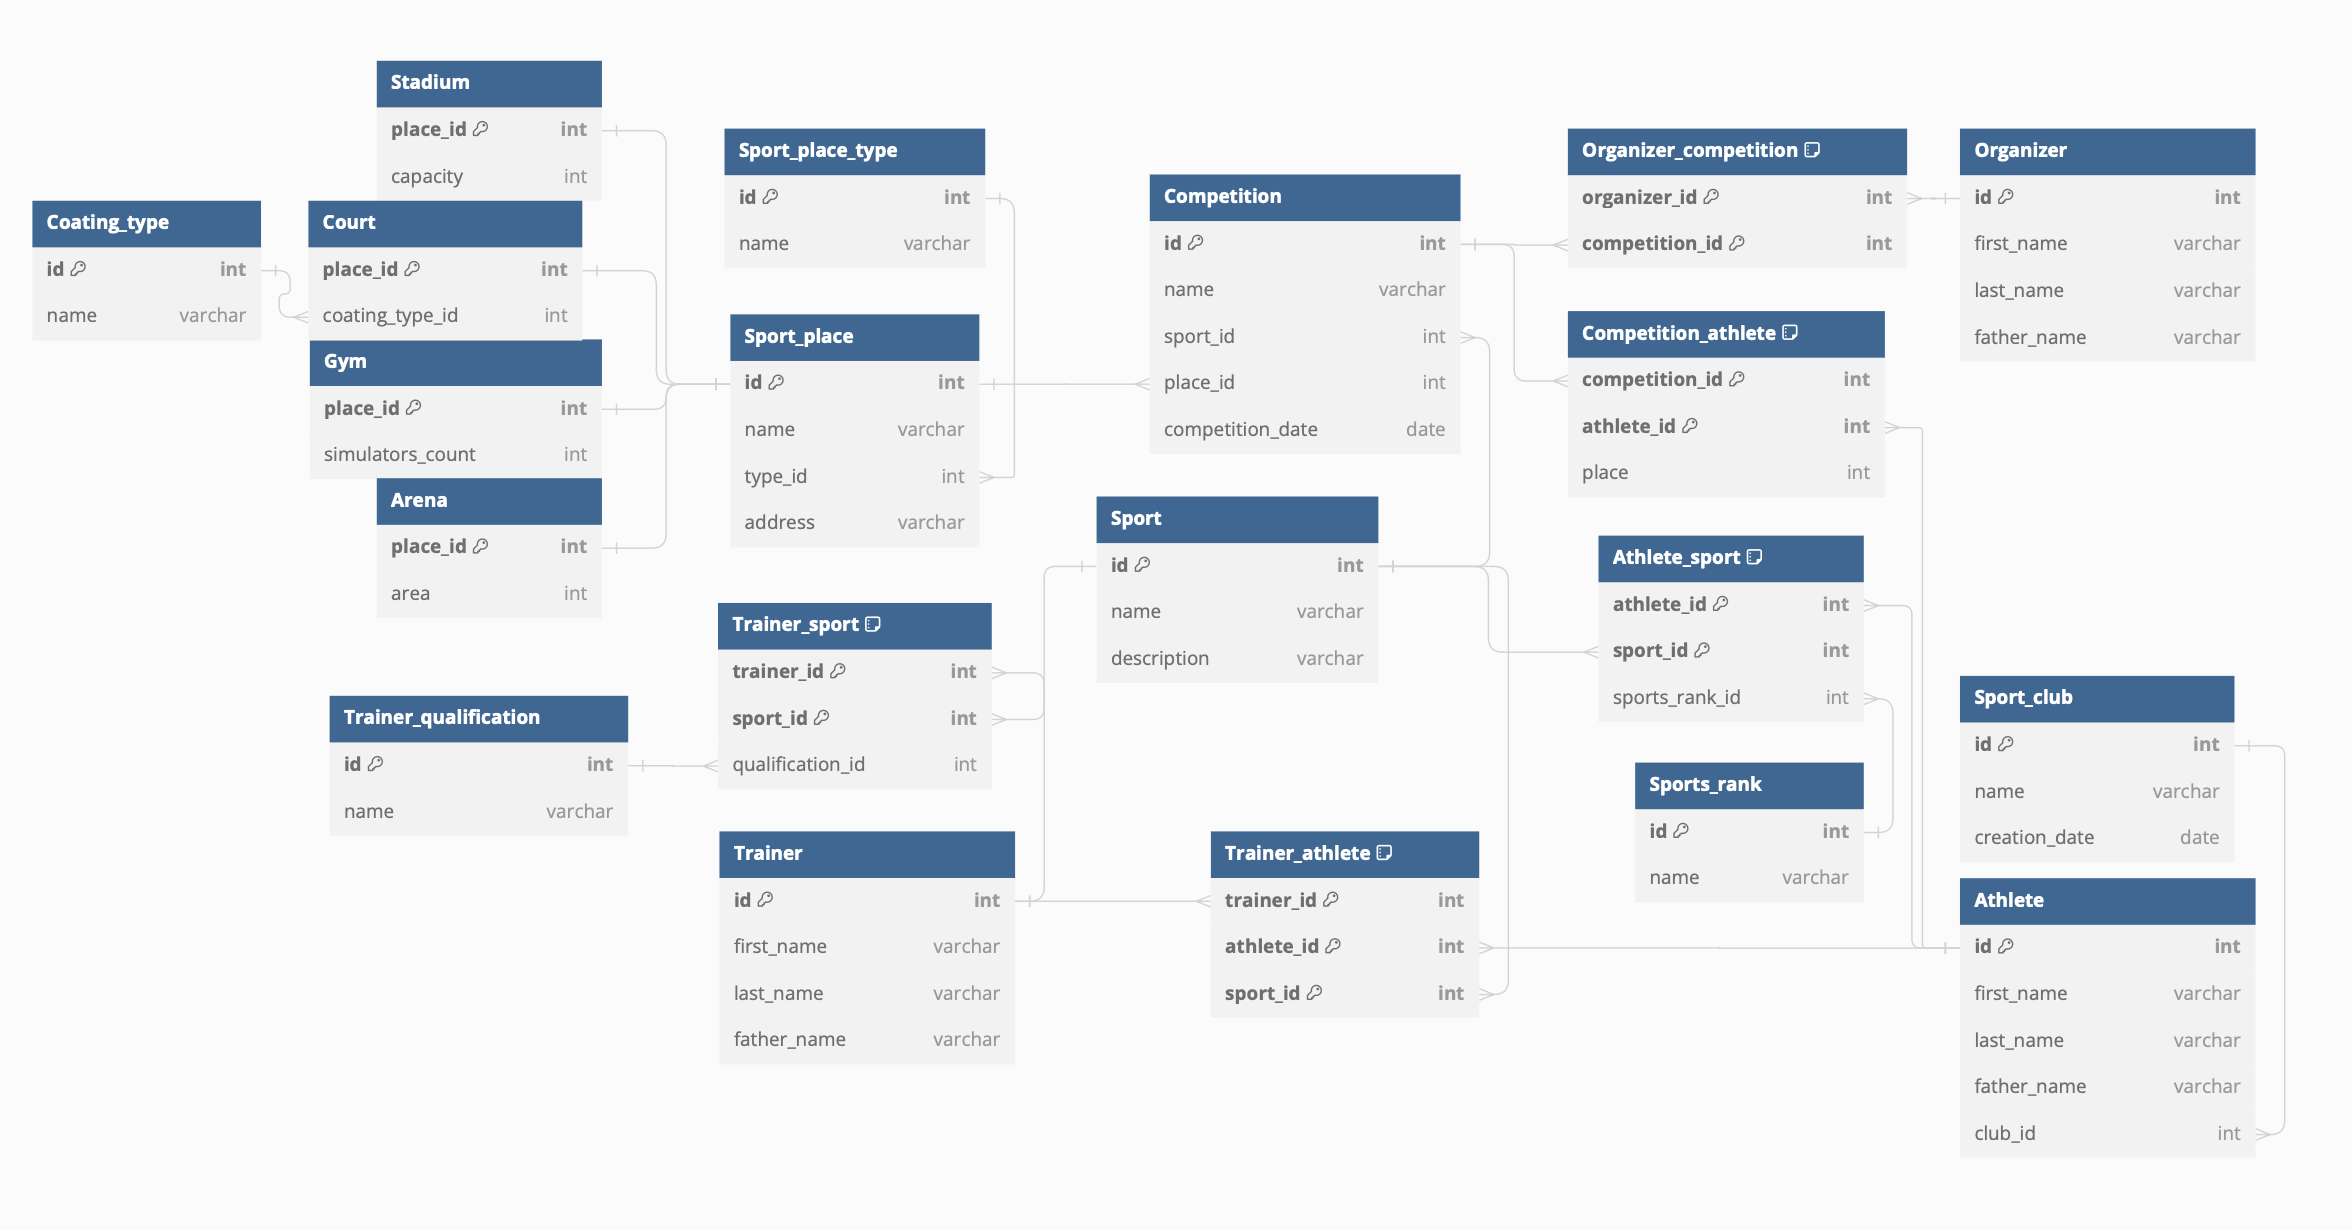 Stadium
place_id int
capacity int
Coating_type
id int
name varchar
Court
place_id int
coating_type_id int
Gym
place_id int
simulators_count int
Arena
place_id int
area int
Sport_place_type
id int
name varchar
Sport_place
id int
name varchar
type_id int
address varchar
Trainer_sport
trainer_id int
sport_id int
qualification_id int
Trainer_qualification
id int
name varchar
Trainer
id int
first_name varchar
last_name varchar
father_name varchar
Competition
id int
name varchar
sport_id int
place_id int
competition_date date
Sport
id int
name varchar
description varchar
Trainer_athlete
trainer_id int
athlete_id int
sport_id int
Organizer_competition
organizer_id int
competition_id int
Organizer
id int
first_name varchar
last_name varchar
father_name varchar
Competition_athlete
competition_id int
athlete_id int
place int
Athlete_sport
athlete_id int
sport_id int
sports_rank_id int
Sports_rank
id int
name varchar
Sport_club
id int
name varchar
creation_date date
Athlete
id int
first_name varchar
last_name varchar
father_name varchar
club_id int